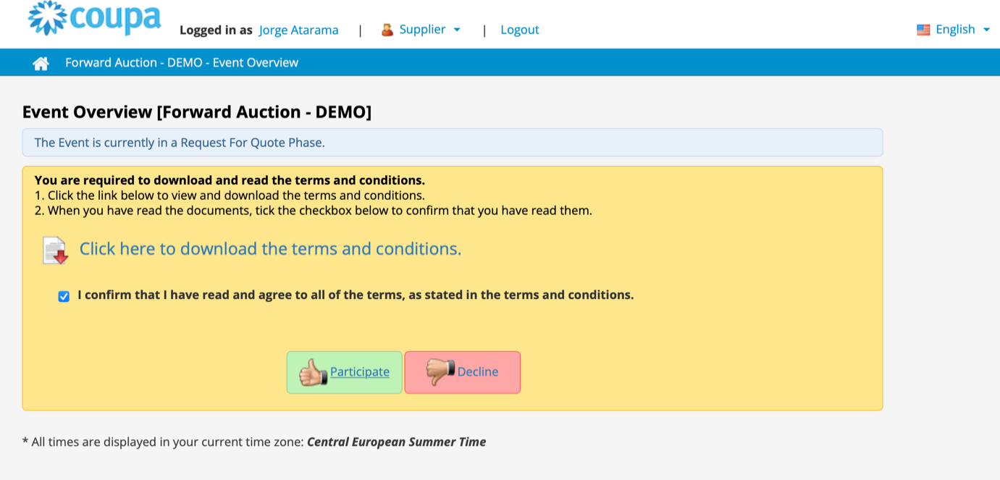 coupa
Logged in as Jorge Atarama | Supplier | Logout English
Forward Auction - DEMO - Event Overview
Event Overview [Forward Auction - DEMO]
The Event is currently in a Request For Quote Phase.
You are required to download and read the terms and conditions.
1. Click the link below to view and download the terms and conditions.
2. When you have read the documents, tick the checkbox below to confirm that you have read them.
Click here to download the terms and conditions.
I confirm that I have read and agree to all of the terms, as stated in the terms and conditions.
Participate Decline
* All times are displayed in your current time zone: Central European Summer Time